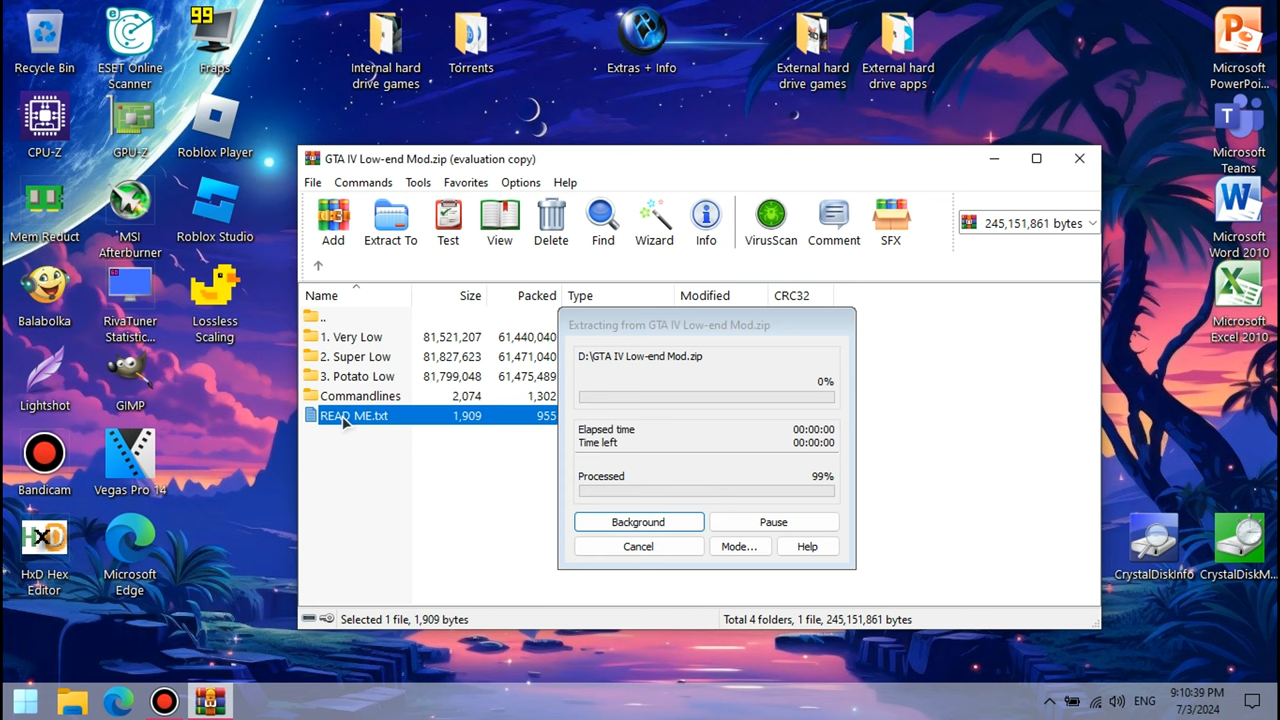 99
Recycle Bin
ESET Online
Scanner
Fraps
Internal hard
drive games
Torrents
Extras + Info
External hard
drive games
External hard
drive apps
Microsoft
PowerPoi...
CPU-Z
GPU-Z
Roblox Player
Microsoft
Teams
Mem Reduct
MSI
Afterburner
Roblox Studio
Microsoft
Word 2010
Balabolka
RivaTuner
Statistic...
Lossless
Scaling
Microsoft
Excel 2010
Lightshot
GIMP
Bandicam
Vegas Pro 14
HxD
HxD Hex
Editor
Microsoft
Edge
CrystalDiskInfo
CrystalDiskM...
GTA IV Low-end Mod.zip (evaluation copy)
File Commands Tools Favorites Options Help
Add Extract To Test View Delete Find Wizard Info VirusScan Comment SFX
245,151,861 bytes
Name Size Packed Type Modified CRC32
..
1. Very Low 81,521,207 61,440,040
2. Super Low 81,827,623 61,471,040
3. Potato Low 81,799,048 61,475,489
Commandlines 2,074 1,302
READ ME.txt 1,909 955
Extracting from GTA IV Low-end Mod.zip
D:\GTA IV Low-end Mod.zip
0%
Elapsed time 00:00:00
Time left 00:00:00
Processed 99%
Background Pause
Cancel Mode... Help
Selected 1 file, 1,909 bytes
Total 4 folders, 1 file, 245,151,861 bytes
ENG
9:10:39 PM
7/3/2024